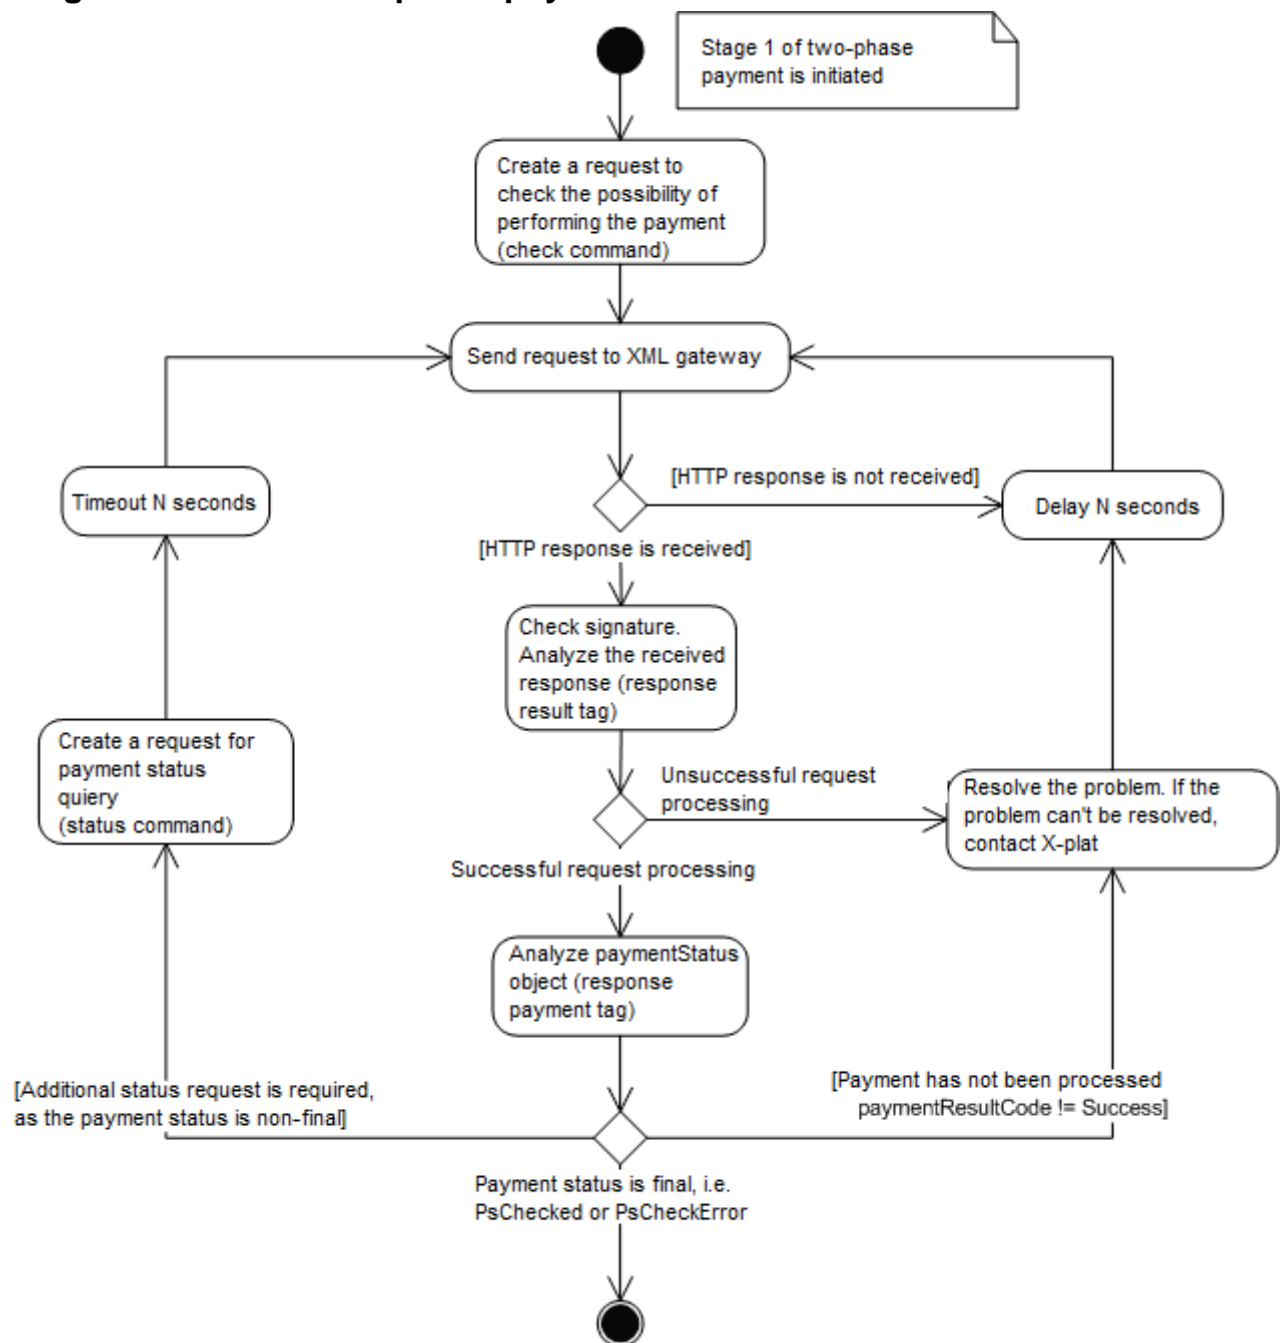 Stage 1 of two-phase
payment is initiated
Create a request to
check the possibility of
performing the payment
(check command)
Send request to XML gateway
[HTTP response is not received]
Timeout N seconds
Delay N seconds
[HTTP response is received]
Check signature.
Analyze the received
response (response
result tag)
Create a request for
payment status
quiery
(status command)
Unsuccessful request
processing
Resolve the problem. If the
problem can't be resolved,
contact X-plat
Successful request processing
Analyze paymentStatus
object (response
payment tag)
[Additional status request is required,
as the payment status is non-final]
[Payment has not been processed
paymentResultCode != Success]
Payment status is final, i.e.
PsChecked or PsCheckError